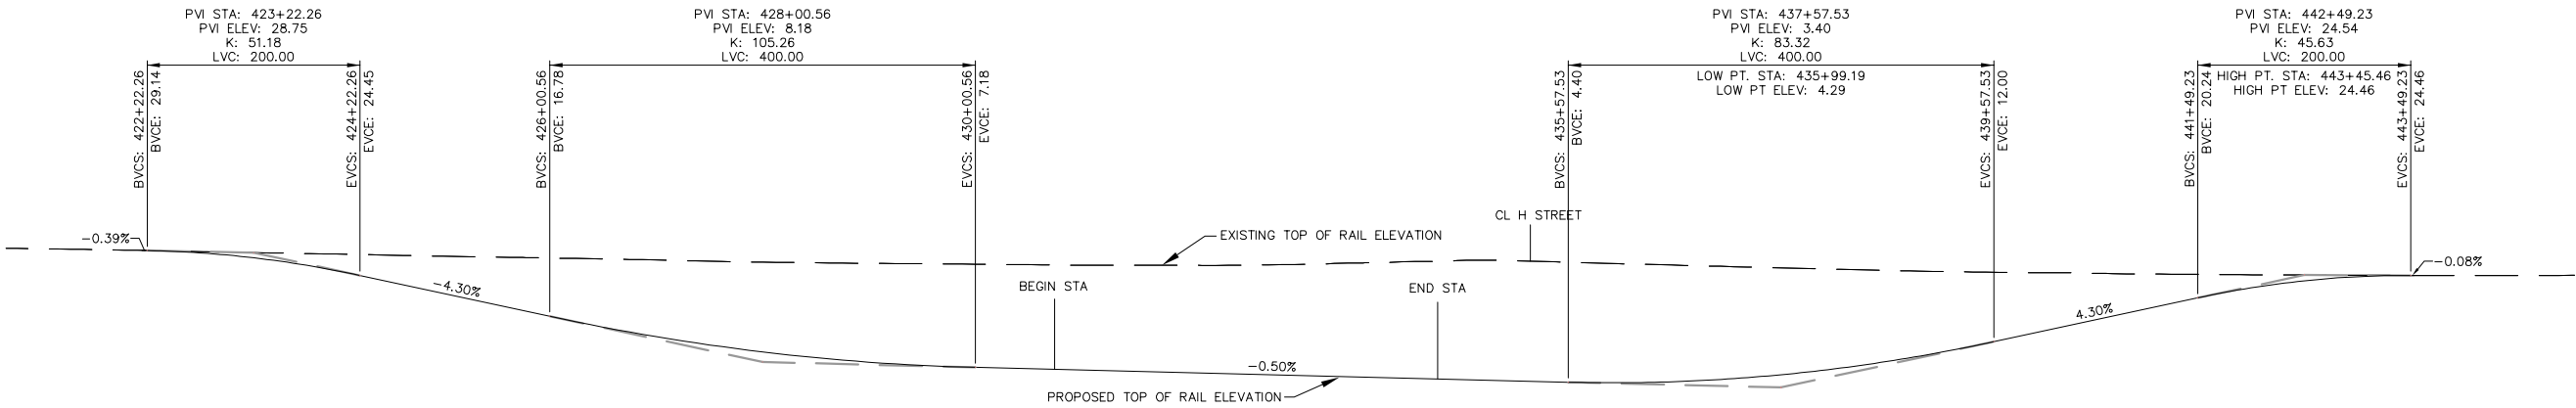 PVI STA: 423+22.26
PVI ELEV: 28.75
K: 51.18
LVC: 200.00
BVCS: 422+22.26
BVCE: 29.14
EVCS: 424+22.26
EVCE: 24.45
PVI STA: 428+00.56
PVI ELEV: 8.18
K: 105.26
LVC: 400.00
BVCS: 426+00.56
BVCE: 16.78
EVCS: 430+00.56
EVCE: 7.18
PVI STA: 437+57.53
PVI ELEV: 3.40
K: 83.32
LVC: 400.00
LOW PT. STA: 435+99.19
LOW PT ELEV: 4.29
BVCS: 435+57.53
BVCE: 4.40
EVCS: 439+57.53
EVCE: 12.00
PVI STA: 442+49.23
PVI ELEV: 24.54
K: 45.63
LVC: 200.00
HIGH PT. STA: 443+45.46
HIGH PT ELEV: 24.46
BVCS: 441+49.23
BVCE: 20.24
EVCS: 443+49.23
EVCE: 24.46
CL H STREET
-0.39%
EXISTING TOP OF RAIL ELEVATION
-0.08%
-4.30%
BEGIN STA
END STA
4.30%
-0.50%
PROPOSED TOP OF RAIL ELEVATION